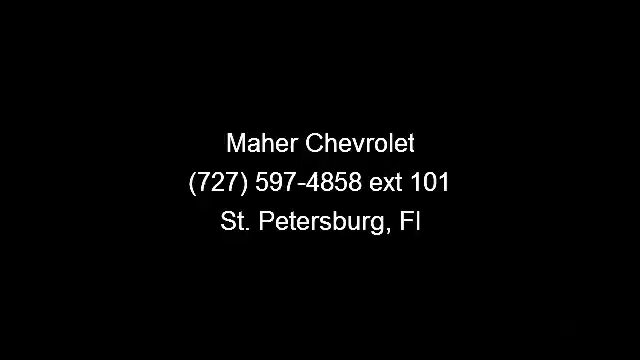 Maher Chevrolet
(727) 597-4858 ext 101
St. Petersburg, Fl